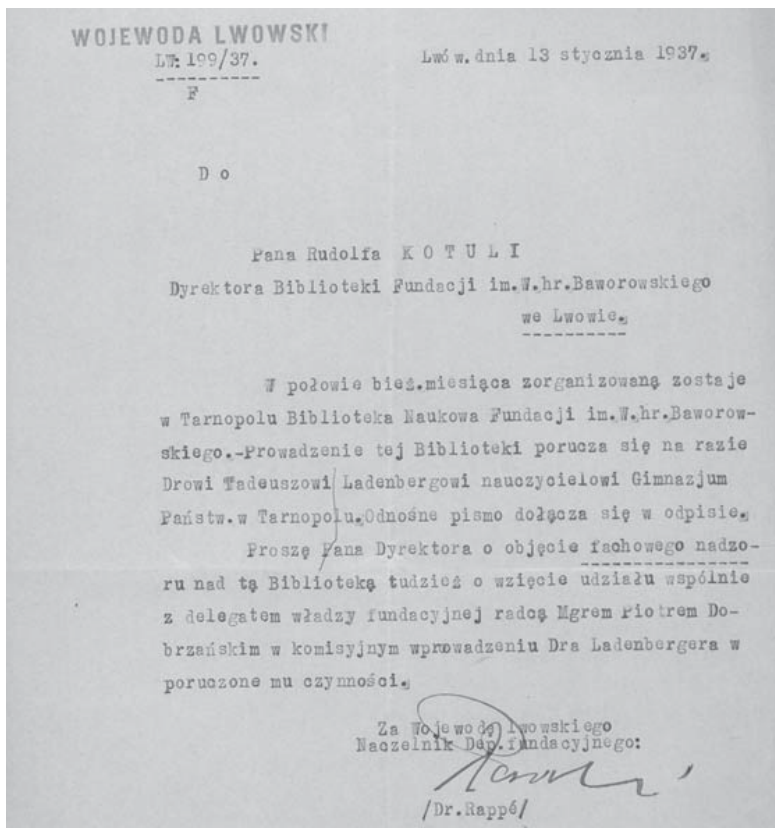 WOJEWODA LWOWSKI
LW: 199/37.
F
Lwów.dnia 13 stycznia 1937.
D o
Pana Rudolfa K O T U L I
Dyrektora Biblioteki Fundacji im.W.hr.Baworowskiego
we Lwowie.
W połowie bież.miesiąca zorganizowaną zostaje
w Tarnopolu Biblioteka Naukowa Fundacji im.W.hr.Baworow-
skiego.-Prowadzenie tej Biblioteki porucza się na razie
Drowi Tadeuszowi Ladenbergowi nauczycielowi Gimnazjum
Państw.w Tarnopolu.Odnośne pismo dołącza się w odpisie.
Proszę Pana Dyrektora o objęcie fachowego nadzo-
ru nad tą Biblioteką tudzież o wzięcie udziału wspólnie
z delegatem władzy fundacyjnej radcą Mgrem Piotrem Do-
brzańskim w komisyjnym wprowadzeniu Dra Ladenbergera w
poruczone mu czynności.
Za Wojewodę Lwowskiego
Naczelnik Dep.fundacyjnego:
/Dr.Rappé/